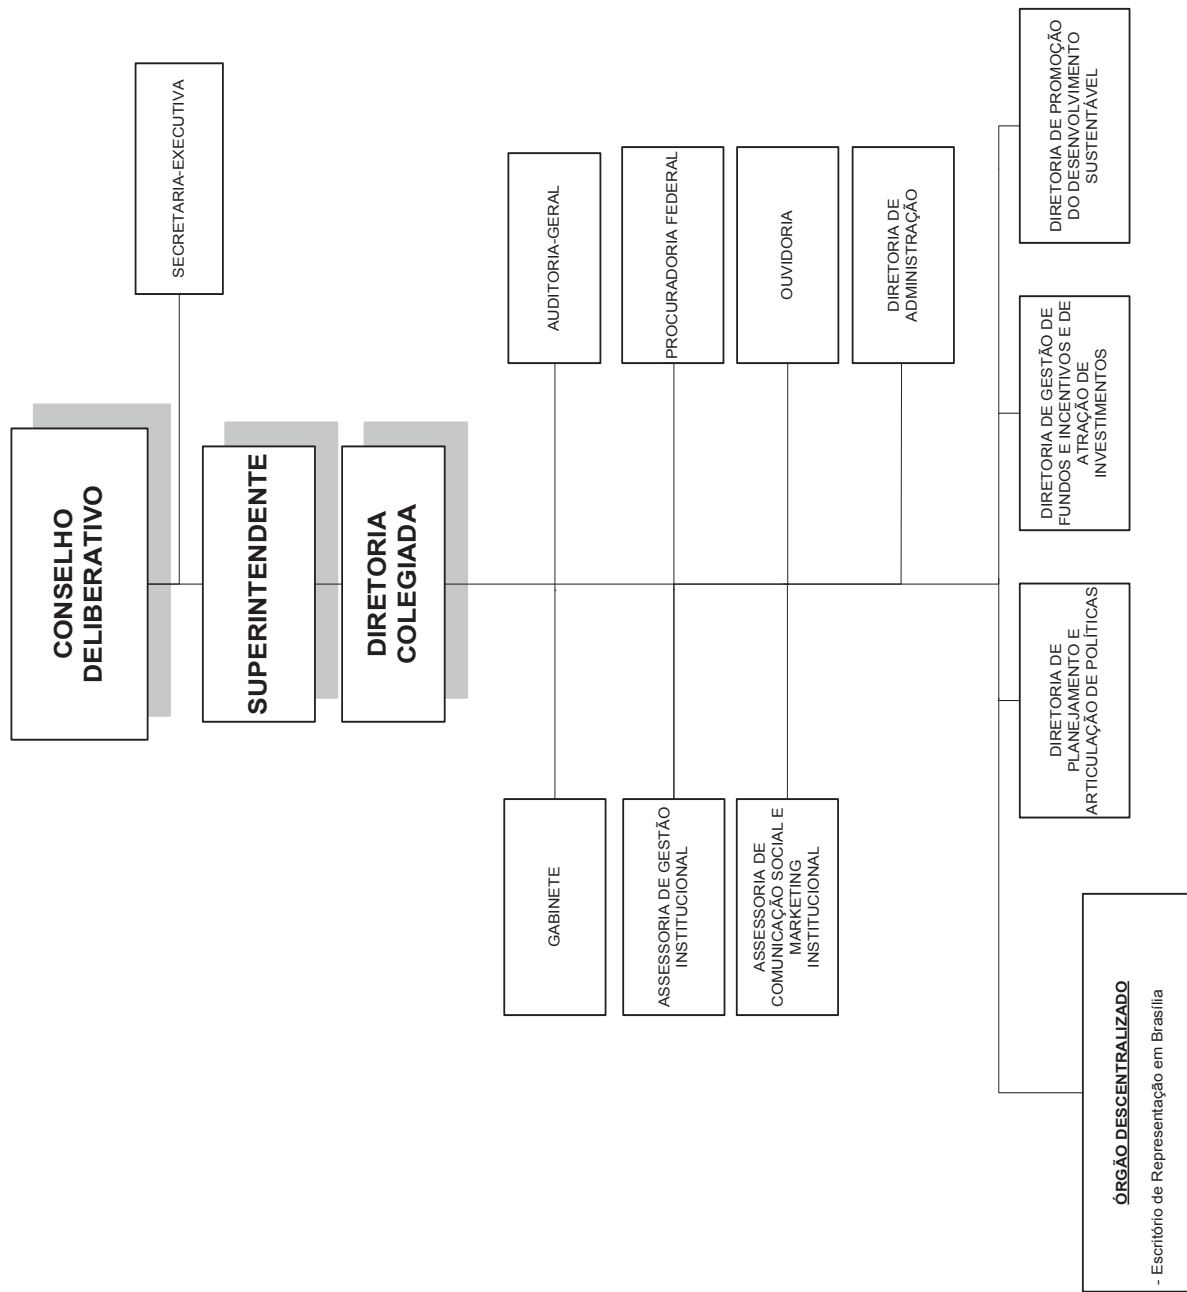 CONSELHO
DELIBERATIVO
SECRETARIA-EXECUTIVA
SUPERINTENDENTE
DIRETORIA
COLEGIADA
GABINETE
AUDITORIA-GERAL
ASSESSORIA DE GESTÃO
INSTITUCIONAL
PROCURADORIA FEDERAL
ASSESSORIA DE
COMUNICAÇÃO SOCIAL E
MARKETING
INSTITUCIONAL
OUVIDORIA
DIRETORIA DE
ADMINISTRAÇÃO
ÓRGÃO DESCENTRALIZADO
- Escritório de Representação em Brasília
DIRETORIA DE
PLANEJAMENTO E
ARTICULAÇÃO DE POLÍTICAS
DIRETORIA DE GESTÃO DE
FUNDOS E INCENTIVOS E DE
ATRAÇÃO DE
INVESTIMENTOS
DIRETORIA DE PROMOÇÃO
DO DESENVOLVIMENTO
SUSTENTÁVEL